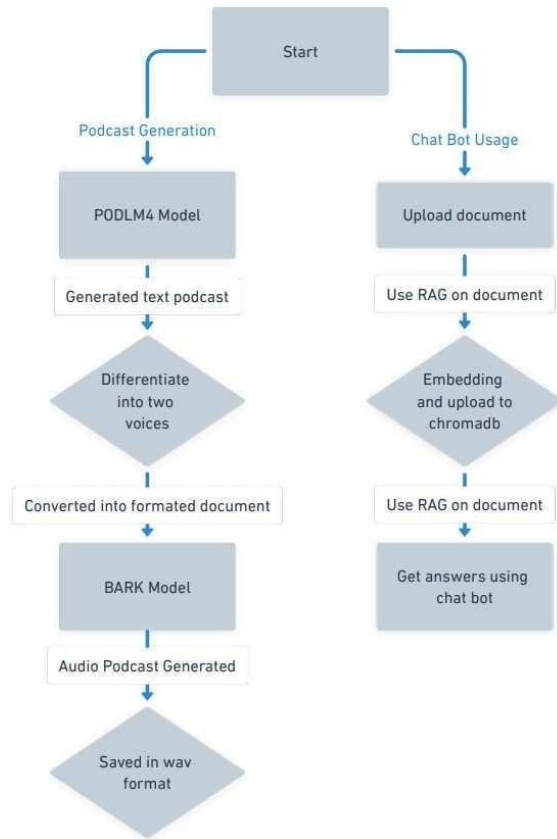 Start
Podcast Generation
Chat Bot Usage
PODLM4 Model
Upload document
Generated text podcast
Use RAG on document
Differentiate
into two
voices
Embedding
and upload to
chromadb
Converted into formated document
Use RAG on document
BARK Model
Get answers using
chat bot
Audio Podcast Generated
Saved in wav
format